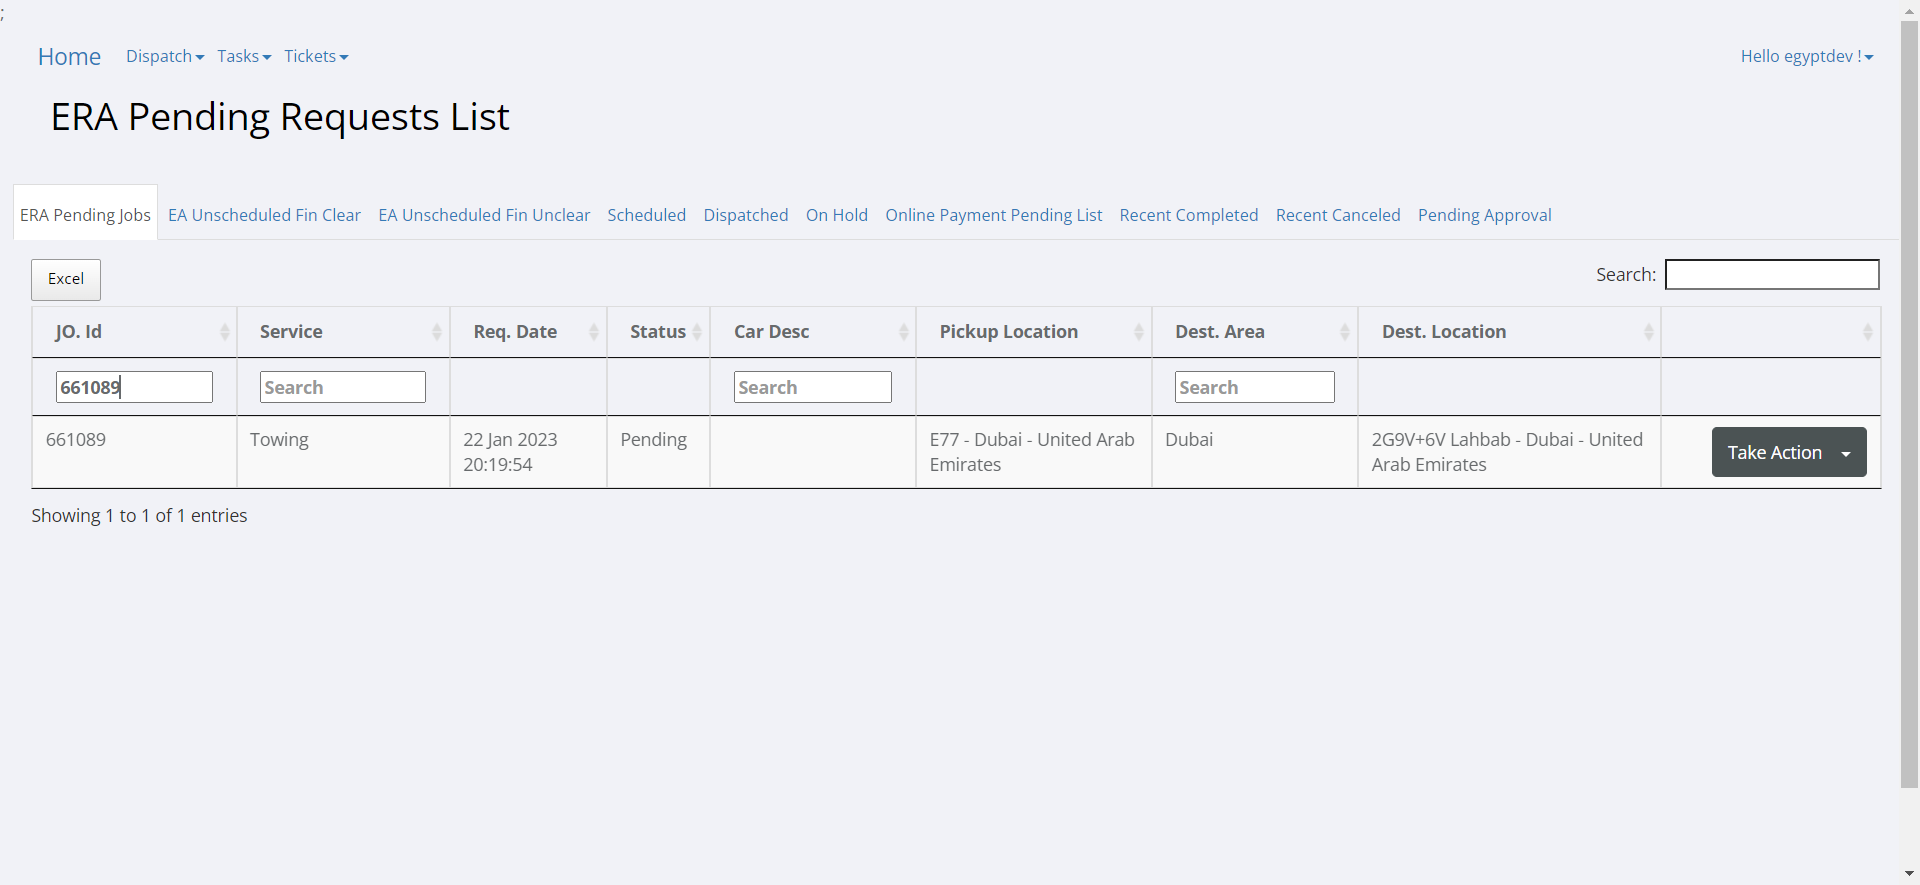 ;
Home Dispatch Tasks Tickets Hello egyptdev !
ERA Pending Requests List
ERA Pending Jobs EA Unscheduled Fin Clear EA Unscheduled Fin Unclear Scheduled Dispatched On Hold Online Payment Pending List Recent Completed Recent Canceled Pending Approval
Excel Search:
JO. Id Service Req. Date Status Car Desc Pickup Location Dest. Area Dest. Location
661089 Search Search Search
661089 Towing 22 Jan 2023 Pending E77 - Dubai - United Arab Dubai 2G9V+6V Lahbab - Dubai - United Take Action
20:19:54 Emirates Arab Emirates
Showing 1 to 1 of 1 entries